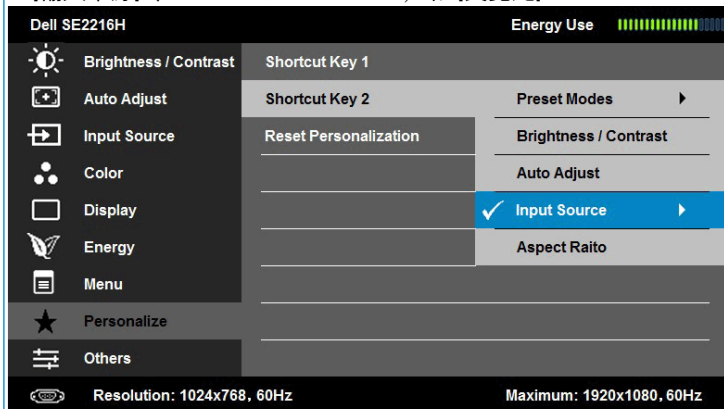 Dell SE2216H Energy Use
Brightness / Contrast Shortcut Key 1
Auto Adjust Shortcut Key 2 Preset Modes
Input Source Reset Personalization Brightness / Contrast
Color Auto Adjust
Display Input Source
Energy Aspect Raito
Menu
Personalize
Others
Resolution: 1024x768, 60Hz Maximum: 1920x1080, 60Hz